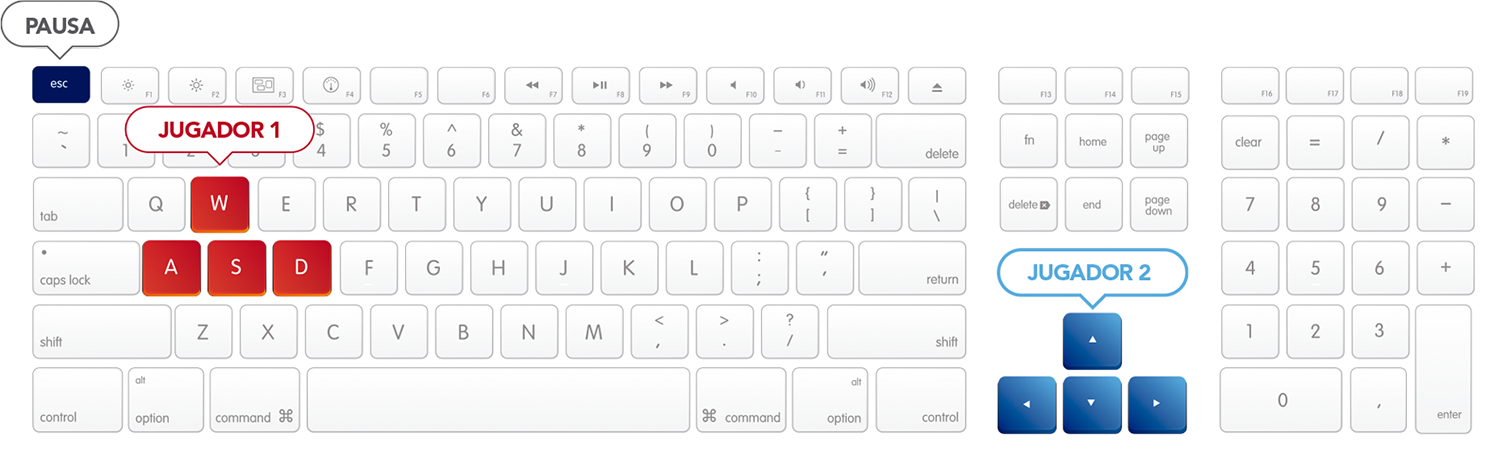 PAUSA
esc F1 F2 F3 F4 F5 F6 F7 F8 F9 F10 F11 F12 F13 F14 F15 F16 F17 F18 F19
JUGADOR 1
~ $ % ^ & * ( ) – +
` 1 2 3 4 5 6 7 8 9 0 - = delete fn home page up clear = / *
tab Q W E R T Y U I O P { [ } ] | \ delete end page down 7 8 9 –
caps lock A S D F G H J K L : ; " ' return 4 5 6 +
JUGADOR 2
shift Z X C V B N M < , > . ? / shift 1 2 3
control alt option command ⌘ ⌘ command alt option control 0 , enter